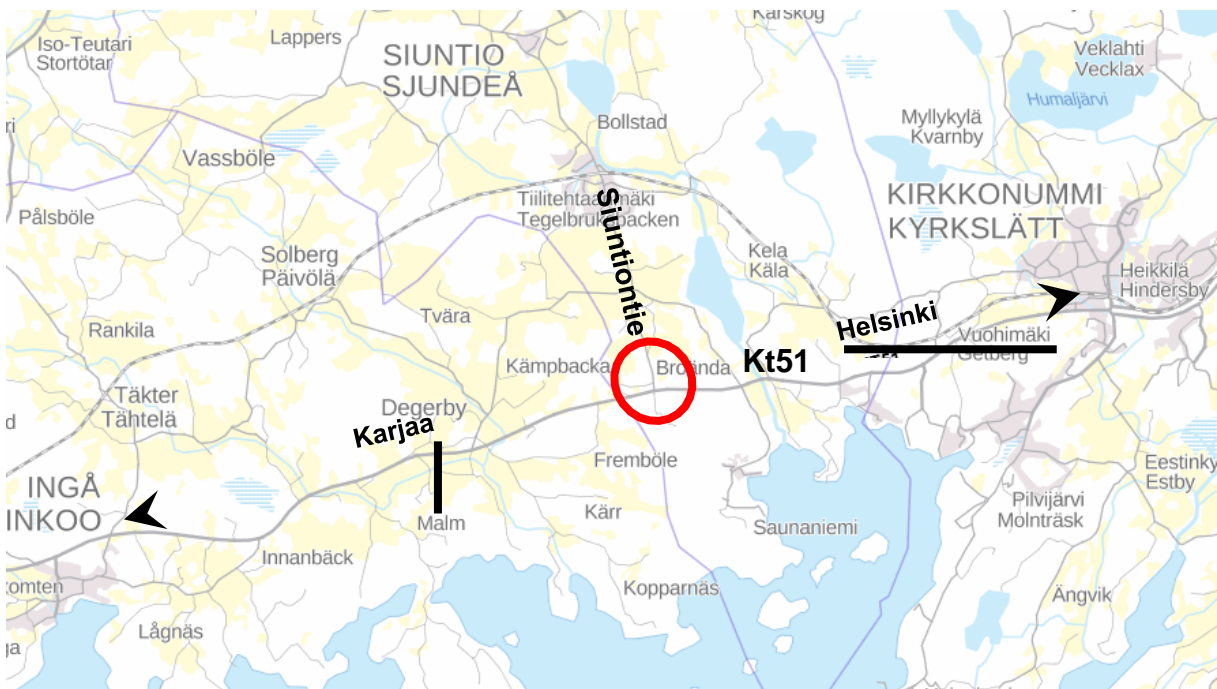 Karskog
Iso-Teutari
Stortötar
Lappers
SIUNTIO
SJUNDEÅ
Veklahti
Vecklax
Humaljärvi
Bollstad
Myllykylä
Kvarnby
Vassböle
KIRKKONUMMI
KYRKSLÄTT
Pålsböle
Tegelbruksbacken
Siuntiontie
Solberg
Päivölä
Kela
Käla
Heikkilä
Hindersby
Tvära
Rankila
Helsinki
Vuohimäki
Getberg
Kämpbacka
Broända
Kt51
Täkter
Tähtelä
Degerby
Karjaa
Fremböle
Eestinky
Estby
INGÅ
INKOO
Malm
Kärr
Saunaniemi
Pilvijärvi
Molnträsk
Innanbäck
Kopparnäs
Ängvik
Lågnäs